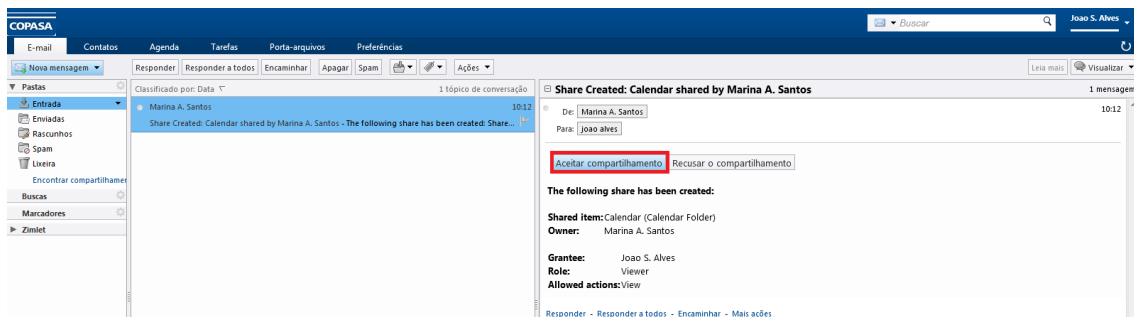 COPASA
Buscar
Joao S. Alves
E-mail Contatos Agenda Tarefas Porta-arquivos Preferências
Nova mensagem Responder Responder a todos Encaminhar Apagar Spam Ações Leia mais Visualizar
Pastas
Entrada
Enviadas
Rascunhos
Spam
Lixeira
Encontrar compartilhamen
Buscas
Marcadores
Zimlet
Classificado por: Data 1 tópico de conversação
Marina A. Santos 10:12
Share Created: Calendar shared by Marina A. Santos - The following share has been created: Share...
Share Created: Calendar shared by Marina A. Santos 1 mensagem
De: Marina A. Santos 10:12
Para: joao alves
Aceitar compartilhamento Recusar o compartilhamento
The following share has been created:
Shared item: Calendar (Calendar Folder)
Owner: Marina A. Santos
Grantee: Joao S. Alves
Role: Viewer
Allowed actions: View
Responder - Responder a todos - Encaminhar - Mais ações